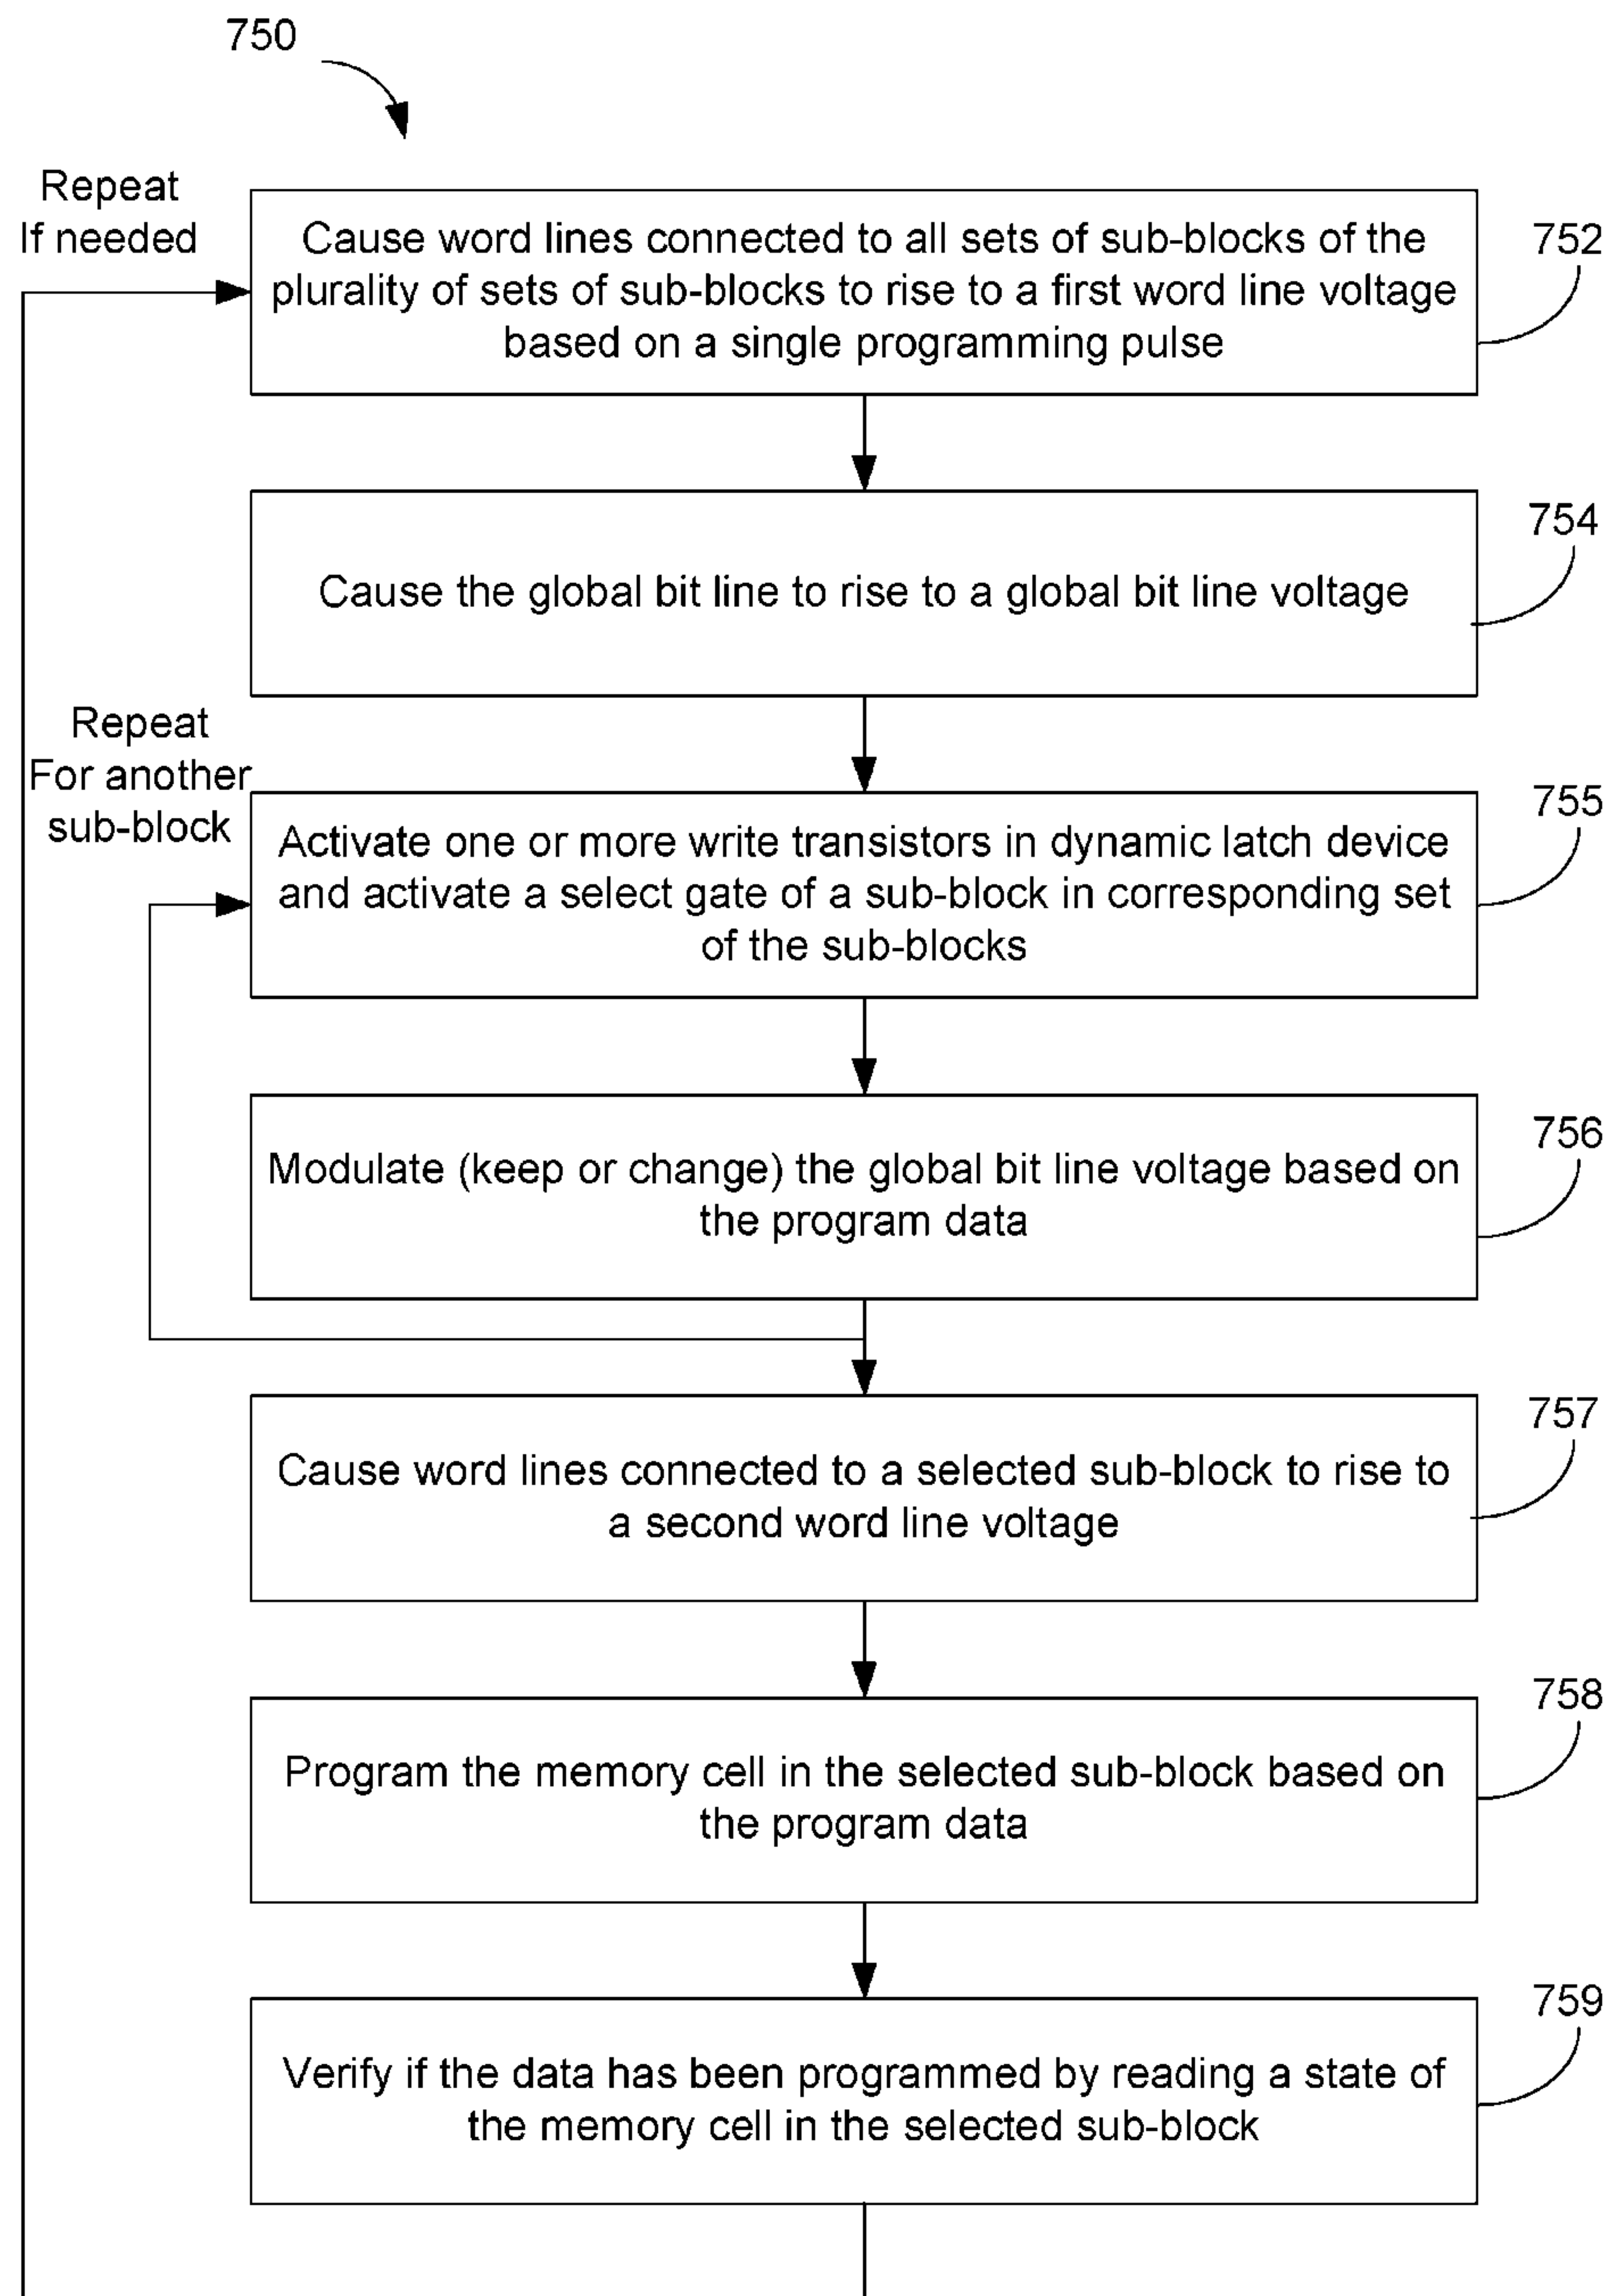 750
Repeat
If needed
Cause word lines connected to all sets of sub-blocks of the
plurality of sets of sub-blocks to rise to a first word line voltage
based on a single programming pulse
752
Cause the global bit line to rise to a global bit line voltage
754
Repeat
For another
sub-block
Activate one or more write transistors in dynamic latch device
and activate a select gate of a sub-block in corresponding set
of the sub-blocks
755
Modulate (keep or change) the global bit line voltage based on
the program data
756
Cause word lines connected to a selected sub-block to rise to
a second word line voltage
757
Program the memory cell in the selected sub-block based on
the program data
758
Verify if the data has been programmed by reading a state of
the memory cell in the selected sub-block
759